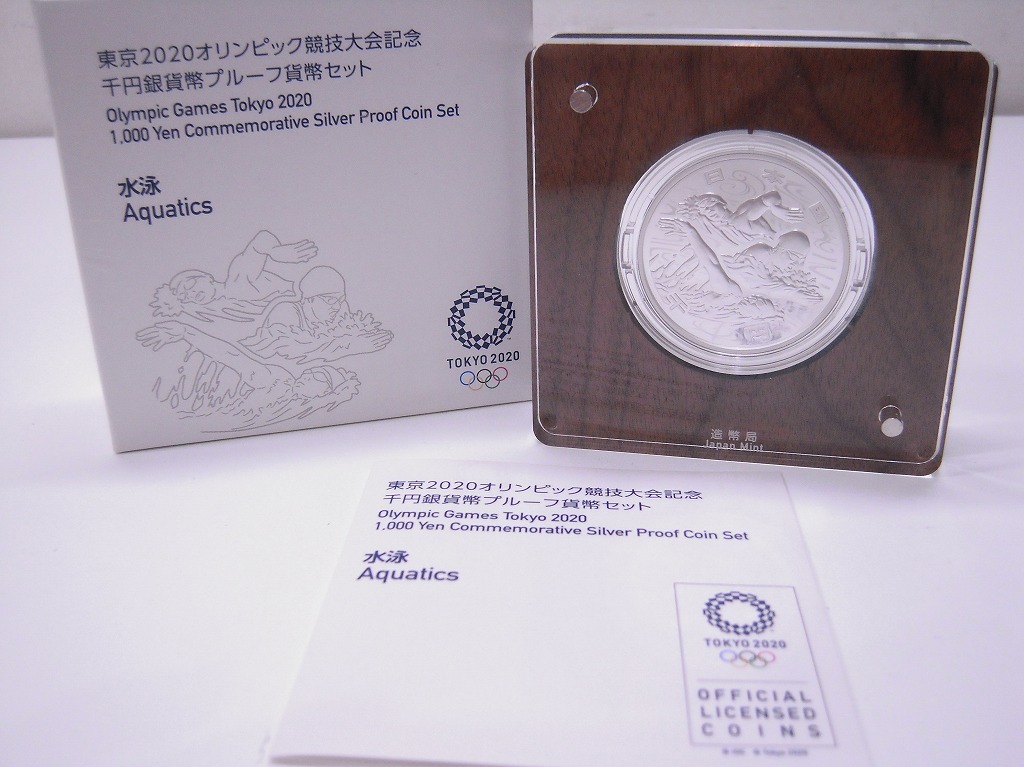 東京2020オリンピック競技大会記念
千円銀貨幣プルーフ貨幣セット
Olympic Games Tokyo 2020
1,000 Yen Commemorative Silver Proof Coin Set
水泳
Aquatics
TOKYO 2020
日本国
造幣局
Japan Mint
東京2020オリンピック競技大会記念
千円銀貨幣プルーフ貨幣セット
Olympic Games Tokyo 2020
1,000 Yen Commemorative Silver Proof Coin Set
水泳
Aquatics
TOKYO 2020
OFFICIAL
LICENSED
COINS
© Tokyo 2020